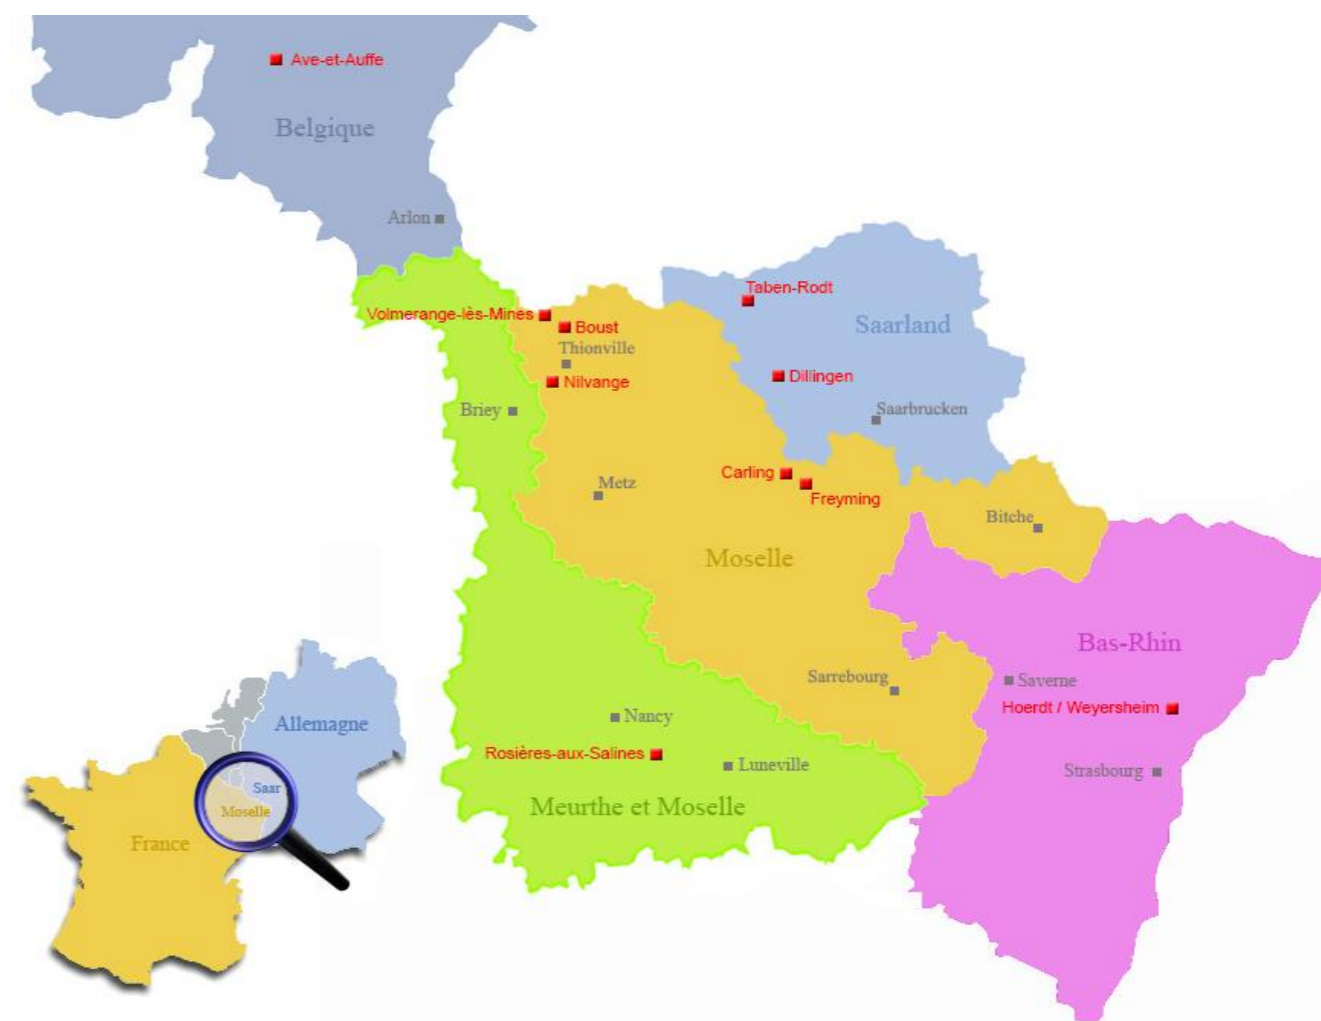 Ave-et-Auffe
Belgique
Arlon
Taben-Rodt
Volmerange-lès-Mines
Boust
Saarland
Thionville
Dillingen
Nilvange
Briey
Saarbrucken
Carling
Metz
Freyming
Bitche
Moselle
Bas-Rhin
Sarrebourg
Saverne
Hoerdt / Weyersheim
Nancy
Allemagne
Rosières-aux-Salines
Luneville
Strasbourg
Saar
Meurthe et Moselle
Moselle
France